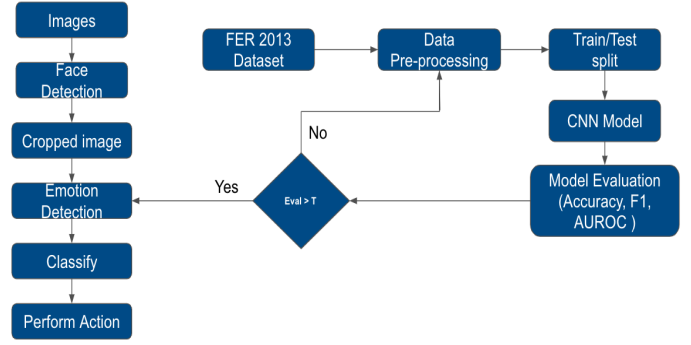 Images
Face
Detection
Cropped image
Emotion
Detection
Classify
Perform Action
FER 2013
Dataset
Data
Pre-processing
Train/Test
split
CNN Model
Model Evaluation
(Accuracy, F1,
AUROC )
Eval > T
No
Yes